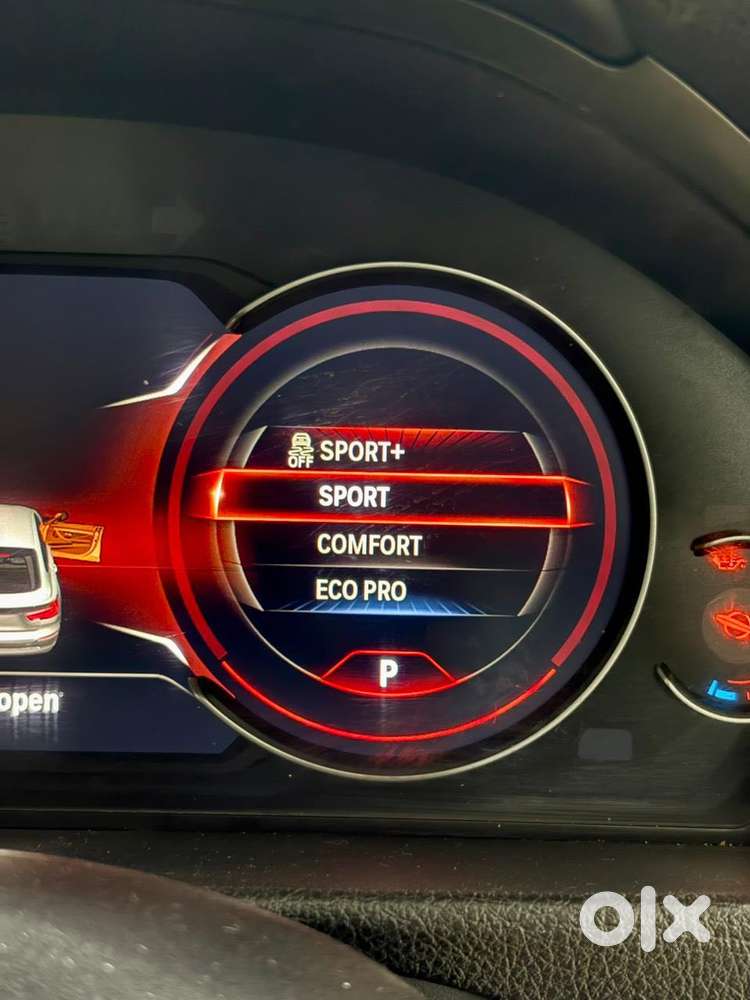 OFF SPORT+
SPORT
COMFORT
ECO PRO
P
open
olx